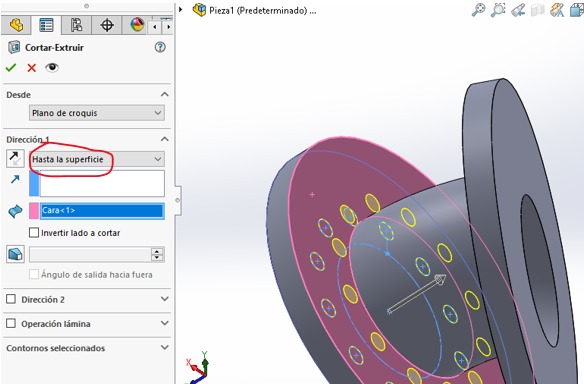 Pieza1 (Predeterminado) ...
Cortar-Extruir
Desde
Plano de croquis
Dirección 1
Hasta la superficie
Cara<1>
Invertir lado a cortar
Ángulo de salida hacia fuera
Dirección 2
Operación lámina
Contornos seleccionados
X
Y